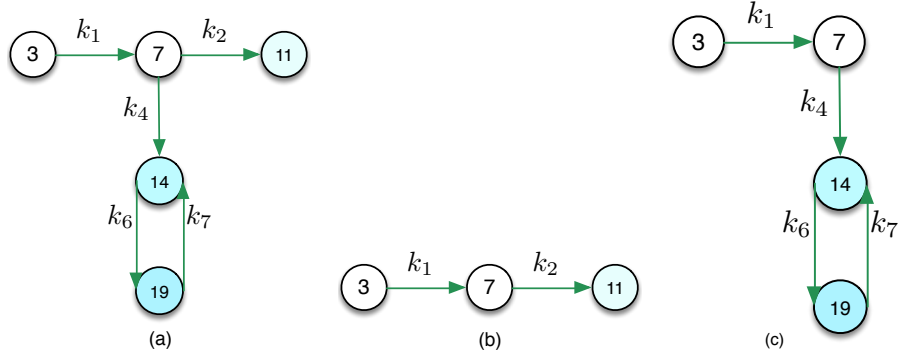 3 k₁ 7 k₂ 11
k₄
14
k₆ k₇
19
(a)
3 k₁ 7 k₂ 11
(b)
3 k₁ 7
k₄
14
k₆ k₇
19
(c)